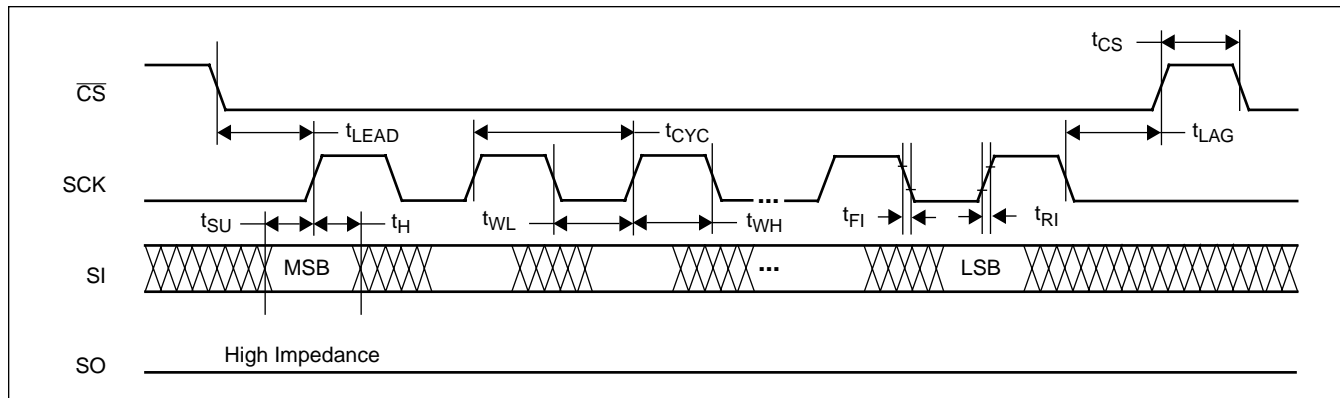 tCS
CS
tLEAD
tCYC
tLAG
SCK
...
tSU
tH
tWL
tWH
tFI
tRI
SI
MSB
...
LSB
SO
High Impedance